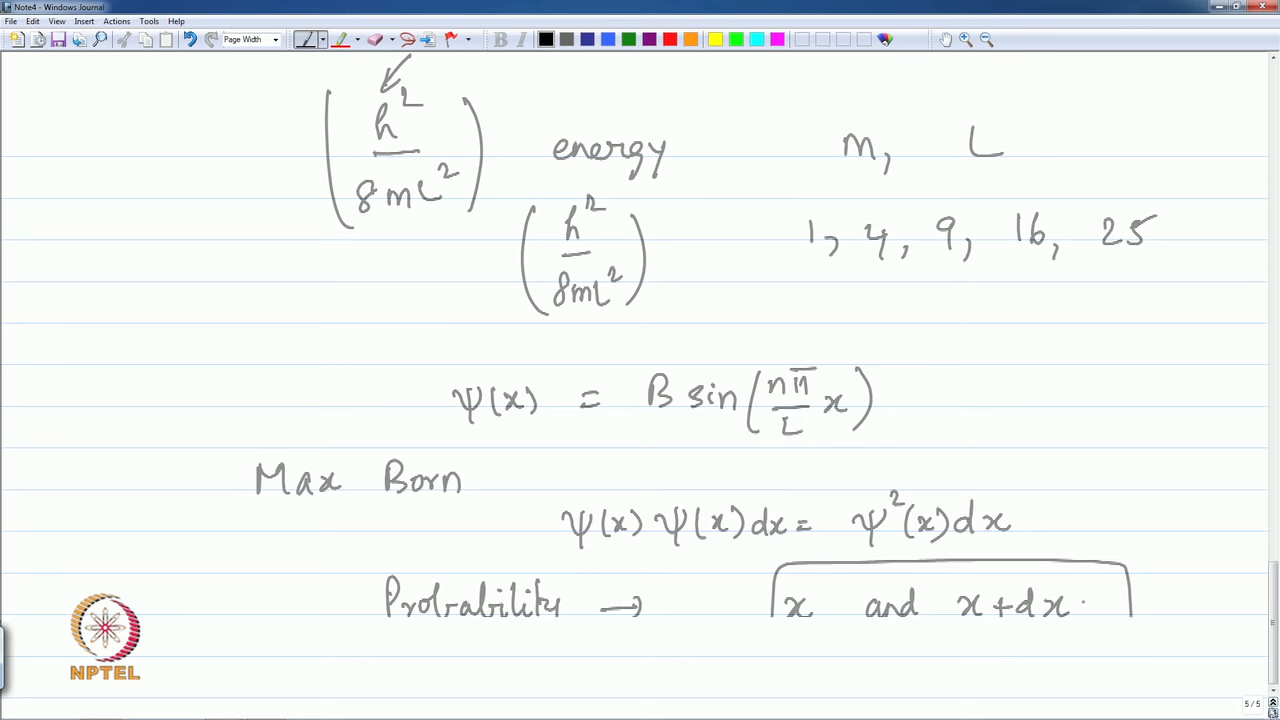 Note4 - Windows Journal
File Edit View Insert Actions Tools Help
Page Width
B I
(h²/8mL²) energy m, L
(h²/8mL²) 1, 4, 9, 16, 25
ψ(x) = B sin(nπ/L x)
Max Born
ψ(x) ψ(x) dx = ψ²(x) dx
Probability → x and x+dx.
NPTEL
5 / 5